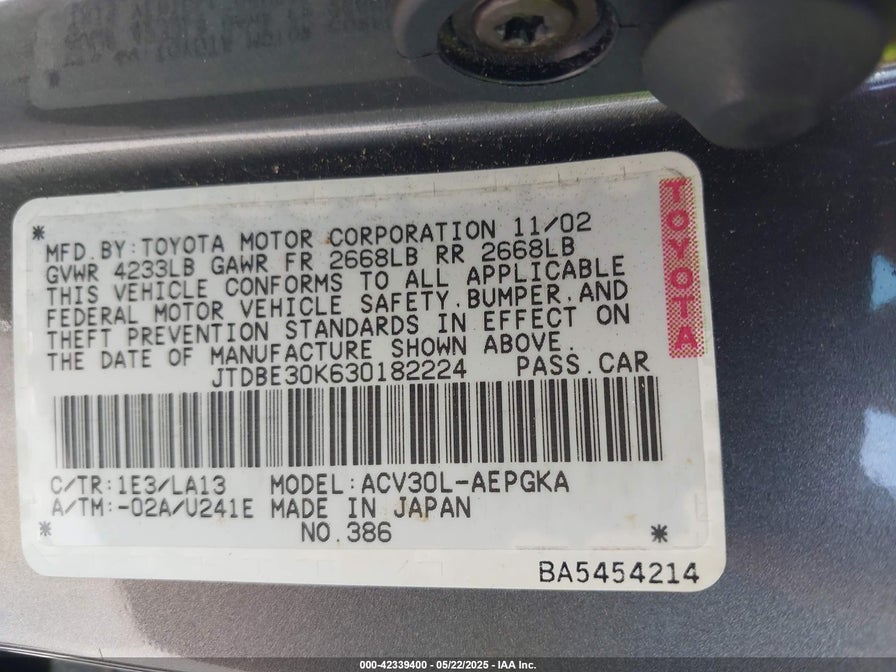 * MFD.BY:TOYOTA MOTOR CORPORATION 11/02
GVWR 4233LB GAWR FR 2668LB RR 2668LB
THIS VEHICLE CONFORMS TO ALL APPLICABLE
FEDERAL MOTOR VEHICLE SAFETY,BUMPER,AND
THEFT PREVENTION STANDARDS IN EFFECT ON
THE DATE OF MANUFACTURE SHOWN ABOVE.
JTDBE30K630182224 PASS.CAR
TOYOTA
C/TR:1E3/LA13 MODEL:ACV30L-AEPGKA
A/TM:-02A/U241E MADE IN JAPAN
* NO.386 *
BA5454214
000-42339400 - 05/22/2025 - IAA Inc.